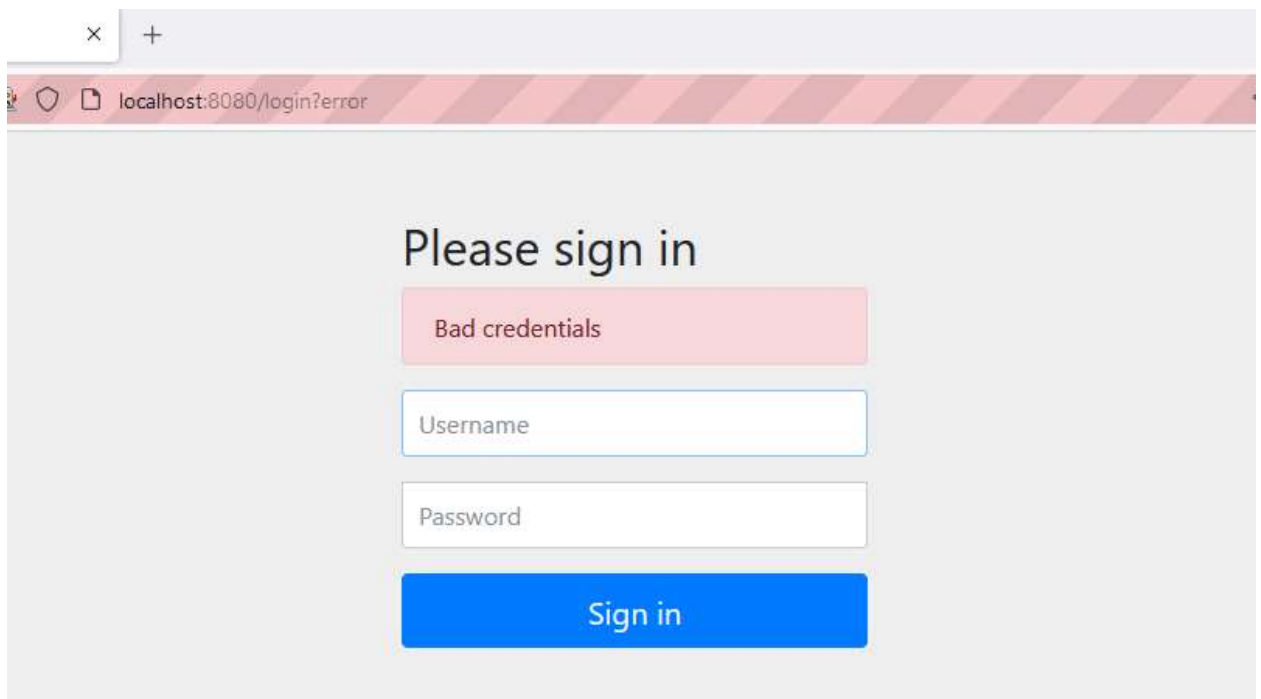 localhost:8080/login?error
Please sign in
Bad credentials
Username
Password
Sign in